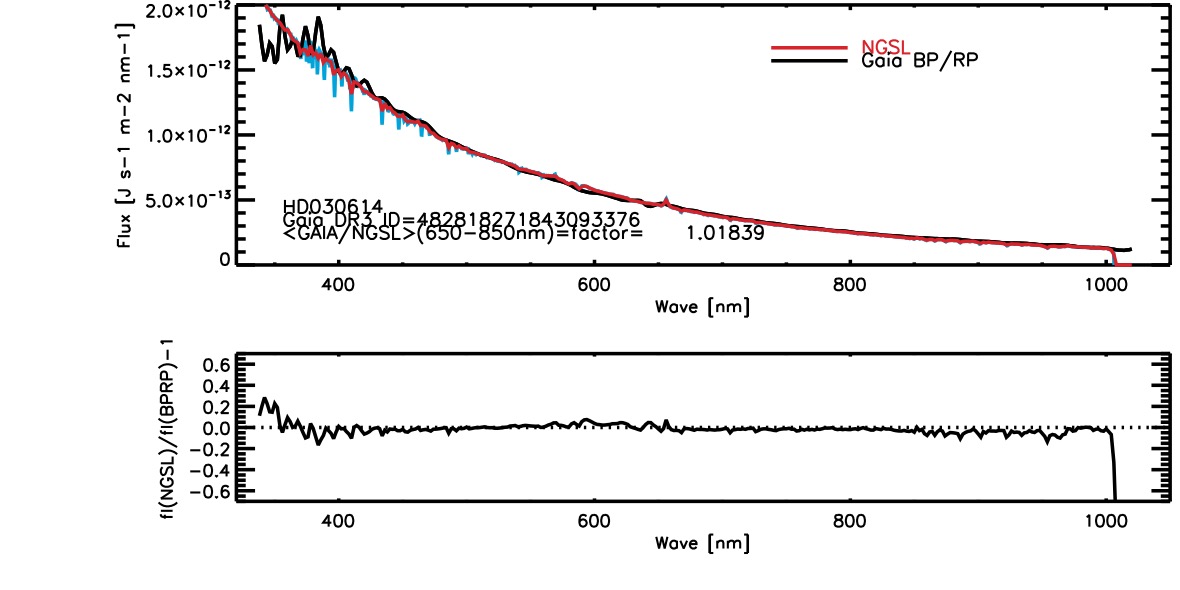 2.0×10−12
1.5×10−12
1.0×10−12
5.0×10−13
0
Flux [J s−1 m−2 nm−1]
NGSL
Gaia BP/RP
HD030614
Gaia DR3 ID=4828182718430933376
<GAIA/NGSL>(650−850nm)=factor= 1.01839
400 600 800 1000
Wave [nm]
0.6
0.4
0.2
0.0
−0.2
−0.4
−0.6
fl(NGSL)/fl(BPRP)−1
400 600 800 1000
Wave [nm]